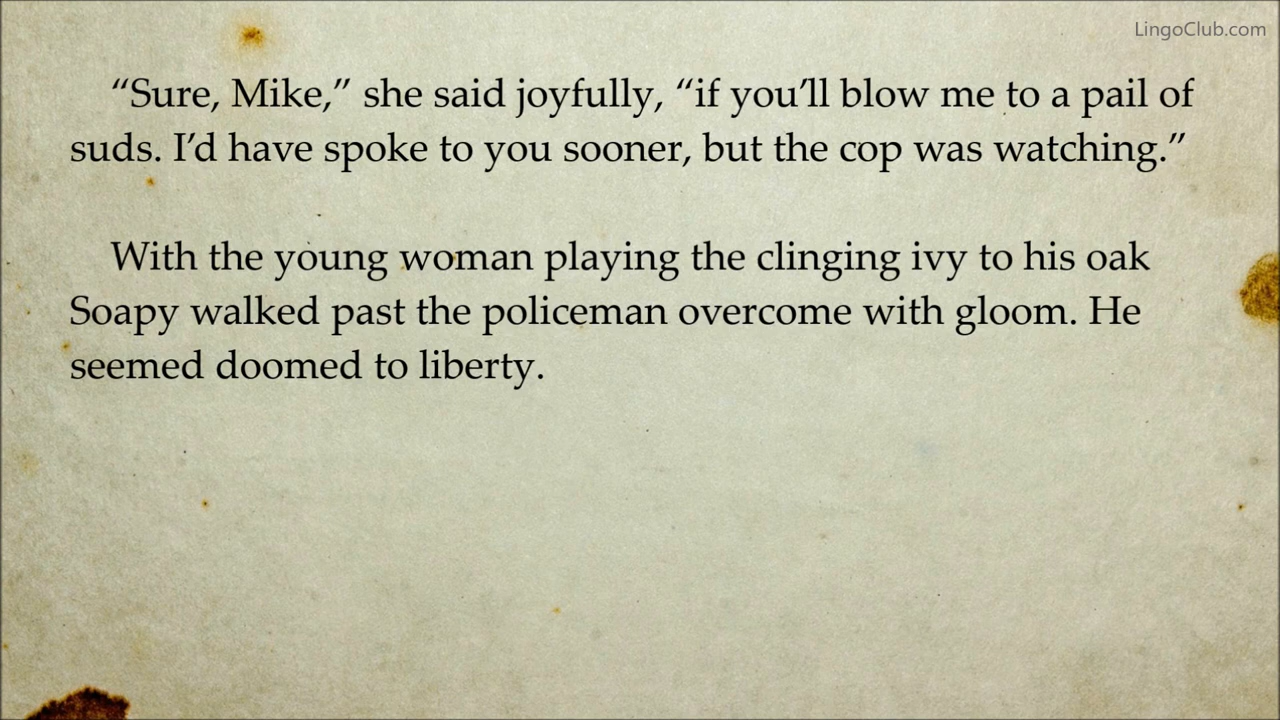 LingoClub.com
“Sure, Mike,” she said joyfully, “if you’ll blow me to a pail of
suds. I’d have spoke to you sooner, but the cop was watching.”
With the young woman playing the clinging ivy to his oak
Soapy walked past the policeman overcome with gloom. He
seemed doomed to liberty.